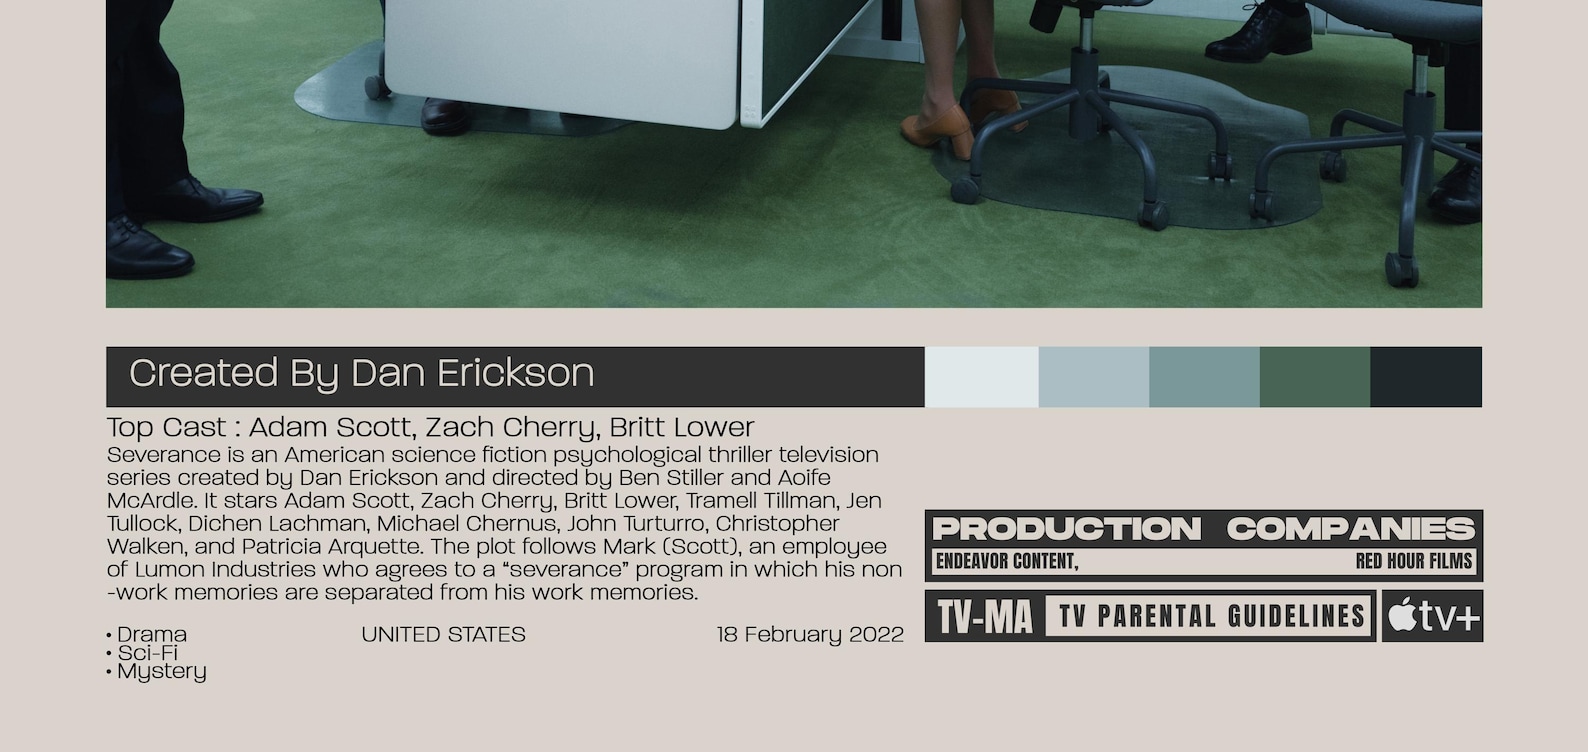 Created By Dan Erickson
Top Cast : Adam Scott, Zach Cherry, Britt Lower
Severance is an American science fiction psychological thriller television
series created by Dan Erickson and directed by Ben Stiller and Aoife
McArdle. It stars Adam Scott, Zach Cherry, Britt Lower, Tramell Tillman, Jen
Tullock, Dichen Lachman, Michael Chernus, John Turturro, Christopher
Walken, and Patricia Arquette. The plot follows Mark (Scott), an employee
of Lumon Industries who agrees to a “severance” program in which his non
-work memories are separated from his work memories.
• Drama
• Sci-Fi
• Mystery
UNITED STATES
18 February 2022
PRODUCTION COMPANIES
ENDEAVOR CONTENT, RED HOUR FILMS
TV-MA TV PARENTAL GUIDELINES
tv+